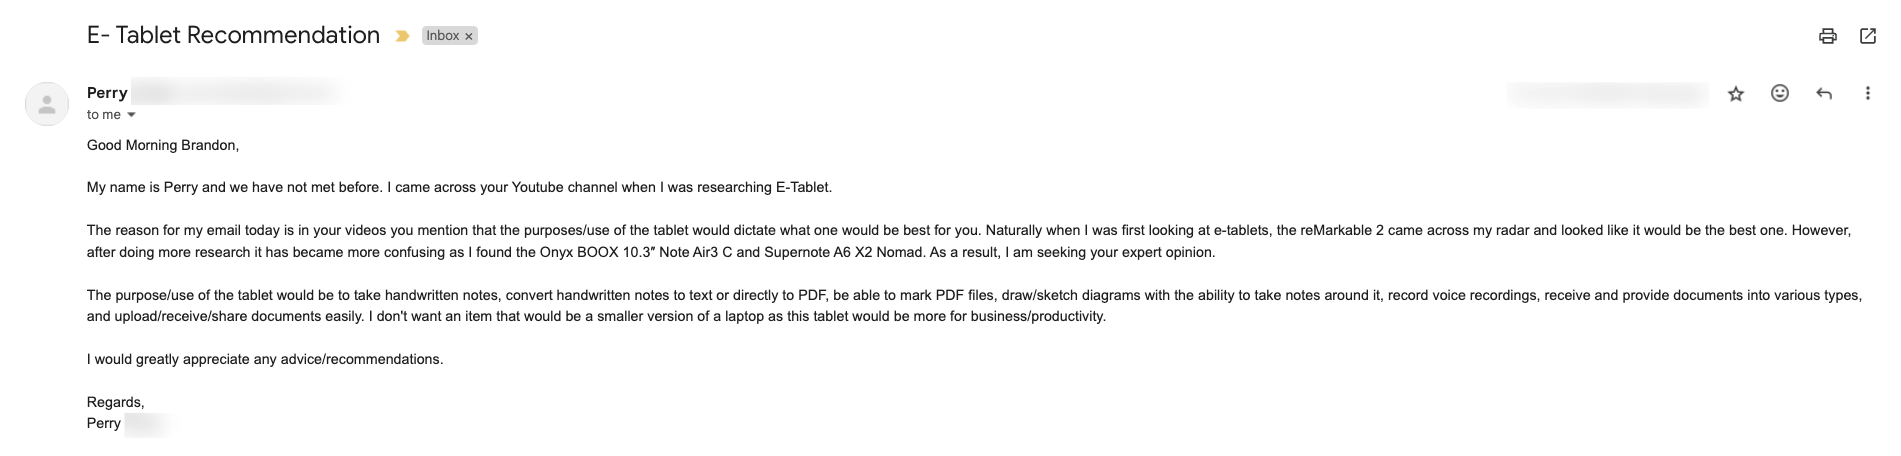 E- Tablet Recommendation Inbox ×
Perry
to me
Good Morning Brandon,
My name is Perry and we have not met before. I came across your Youtube channel when I was researching E-Tablet.
The reason for my email today is in your videos you mention that the purposes/use of the tablet would dictate what one would be best for you. Naturally when I was first looking at e-tablets, the reMarkable 2 came across my radar and looked like it would be the best one. However,
after doing more research it has became more confusing as I found the Onyx BOOX 10.3″ Note Air3 C and Supernote A6 X2 Nomad. As a result, I am seeking your expert opinion.
The purpose/use of the tablet would be to take handwritten notes, convert handwritten notes to text or directly to PDF, be able to mark PDF files, draw/sketch diagrams with the ability to take notes around it, record voice recordings, receive and provide documents into various types,
and upload/receive/share documents easily. I don't want an item that would be a smaller version of a laptop as this tablet would be more for business/productivity.
I would greatly appreciate any advice/recommendations.
Regards,
Perry